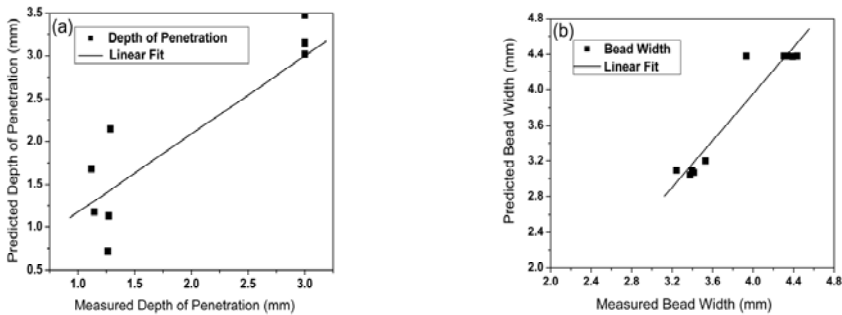 (a)
Depth of Penetration
Linear Fit
3.5
3.0
2.5
2.0
1.5
1.0
0.5
1.0
1.5
2.0
2.5
3.0
Predicted Depth of Penetration (mm)
Measured Depth of Penetration (mm)
(b)
Bead Width
Linear Fit
4.8
4.4
4.0
3.6
3.2
2.8
2.4
2.0
2.0
2.4
2.8
3.2
3.6
4.0
4.4
4.8
Predicted Bead Width (mm)
Measured Bead Width (mm)